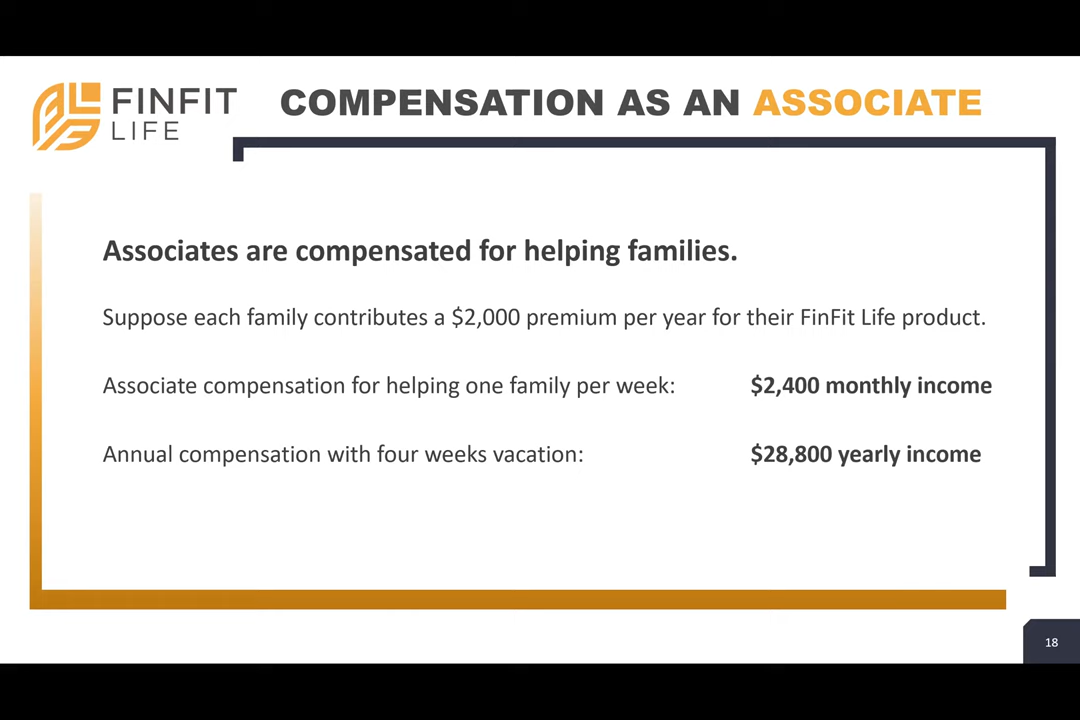 FINFIT
LIFE
COMPENSATION AS AN ASSOCIATE
Associates are compensated for helping families.
Suppose each family contributes a $2,000 premium per year for their FinFit Life product.
Associate compensation for helping one family per week: $2,400 monthly income
Annual compensation with four weeks vacation: $28,800 yearly income
18